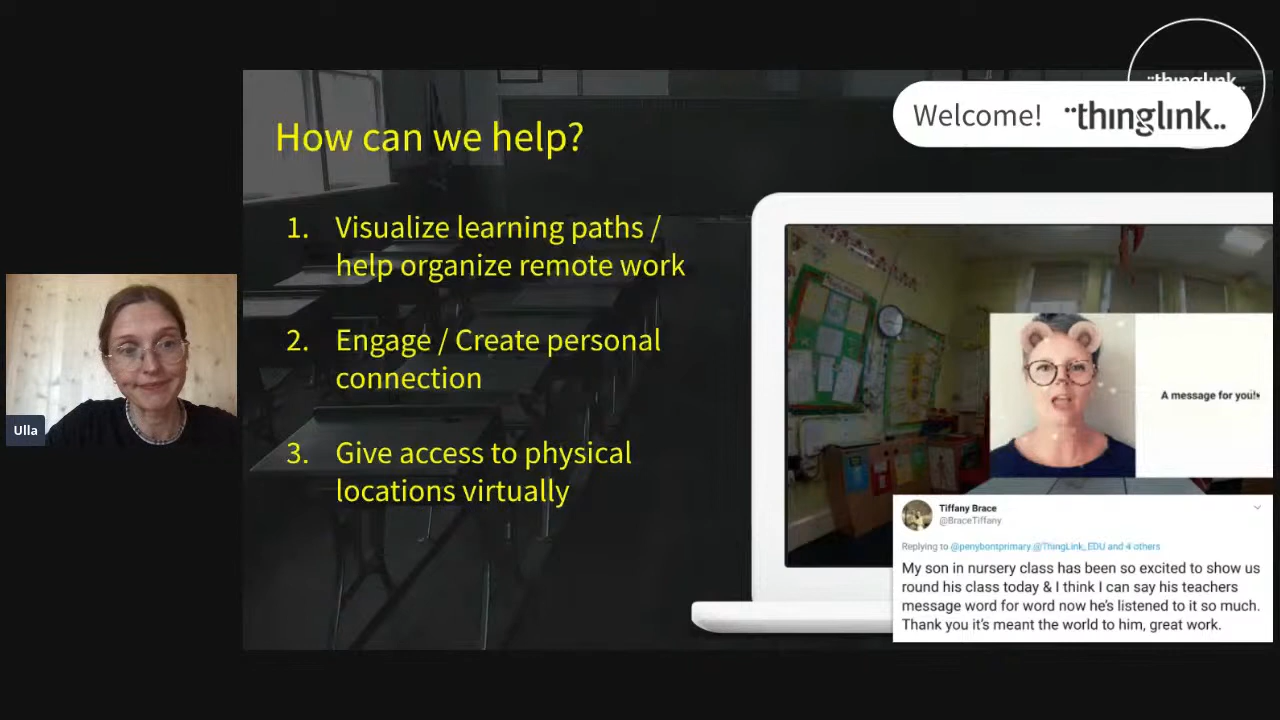 ¨thinglink..
Welcome! ¨thinglink..
How can we help?
1. Visualize learning paths /
help organize remote work
2. Engage / Create personal
connection
3. Give access to physical
locations virtually
Ulla
A message for you!
Tiffany Brace
@BraceTiffany
Replying to @penybontprimary @ThingLink_EDU and 4 others
My son in nursery class has been so excited to show us
round his class today & I think I can say his teachers
message word for word now he's listened to it so much.
Thank you it's meant the world to him, great work.